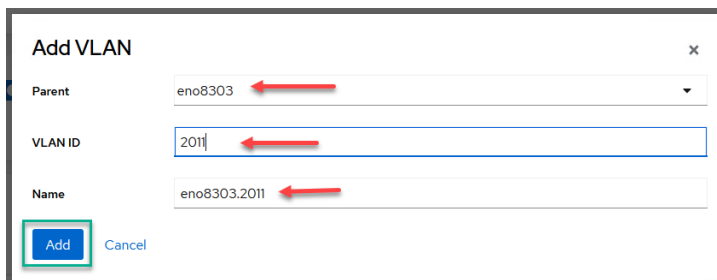 Add VLAN ×
Parent eno8303
VLAN ID 2011
Name eno8303.2011
Add Cancel